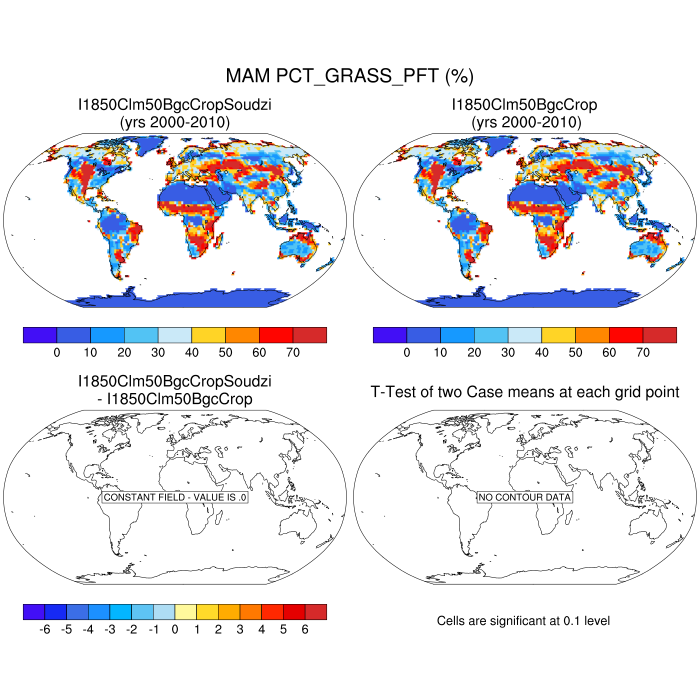 MAM PCT_GRASS_PFT (%)
I1850Clm50BgcCropSoudzi
(yrs 2000-2010)
I1850Clm50BgcCrop
(yrs 2000-2010)
0 10 20 30 40 50 60 70
0 10 20 30 40 50 60 70
I1850Clm50BgcCropSoudzi
- I1850Clm50BgcCrop
T-Test of two Case means at each grid point
CONSTANT FIELD - VALUE IS .0
NO CONTOUR DATA
-6 -5 -4 -3 -2 -1 0 1 2 3 4 5 6
Cells are significant at 0.1 level